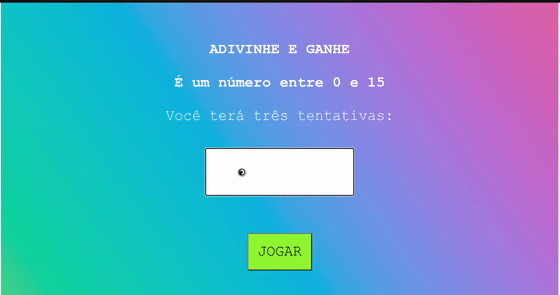 ADIVINHE E GANHE
É um número entre 0 e 15
Você terá três tentativas:
JOGAR